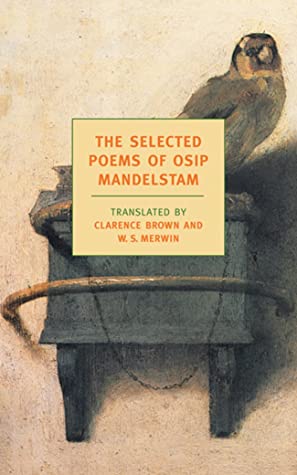 THE SELECTED
POEMS OF OSIP
MANDELSTAM
TRANSLATED BY
CLARENCE BROWN AND
W. S. MERWIN